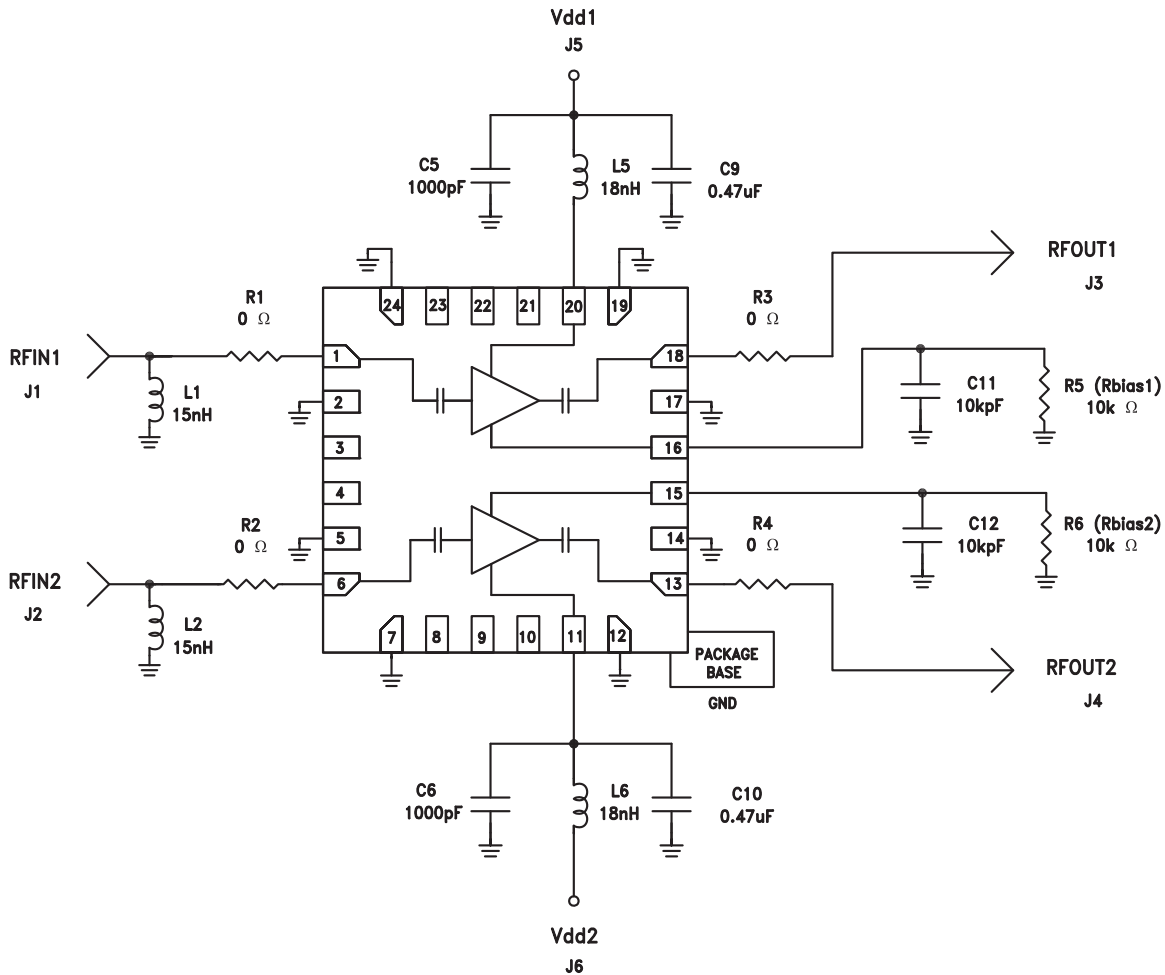 Vdd1
J5
C5
1000pF
L5
18nH
C9
0.47uF
RFOUT1
J3
R1
0 Ω
24
23
22
21
20
19
R3
0 Ω
RFIN1
J1
L1
15nH
1
2
3
4
5
6
18
17
16
15
14
13
C11
10kpF
R5 (Rbias1)
10k Ω
R2
0 Ω
R4
0 Ω
C12
10kpF
R6 (Rbias2)
10k Ω
RFIN2
J2
L2
15nH
7
8
9
10
11
12
PACKAGE
BASE
GND
RFOUT2
J4
C6
1000pF
L6
18nH
C10
0.47uF
Vdd2
J6